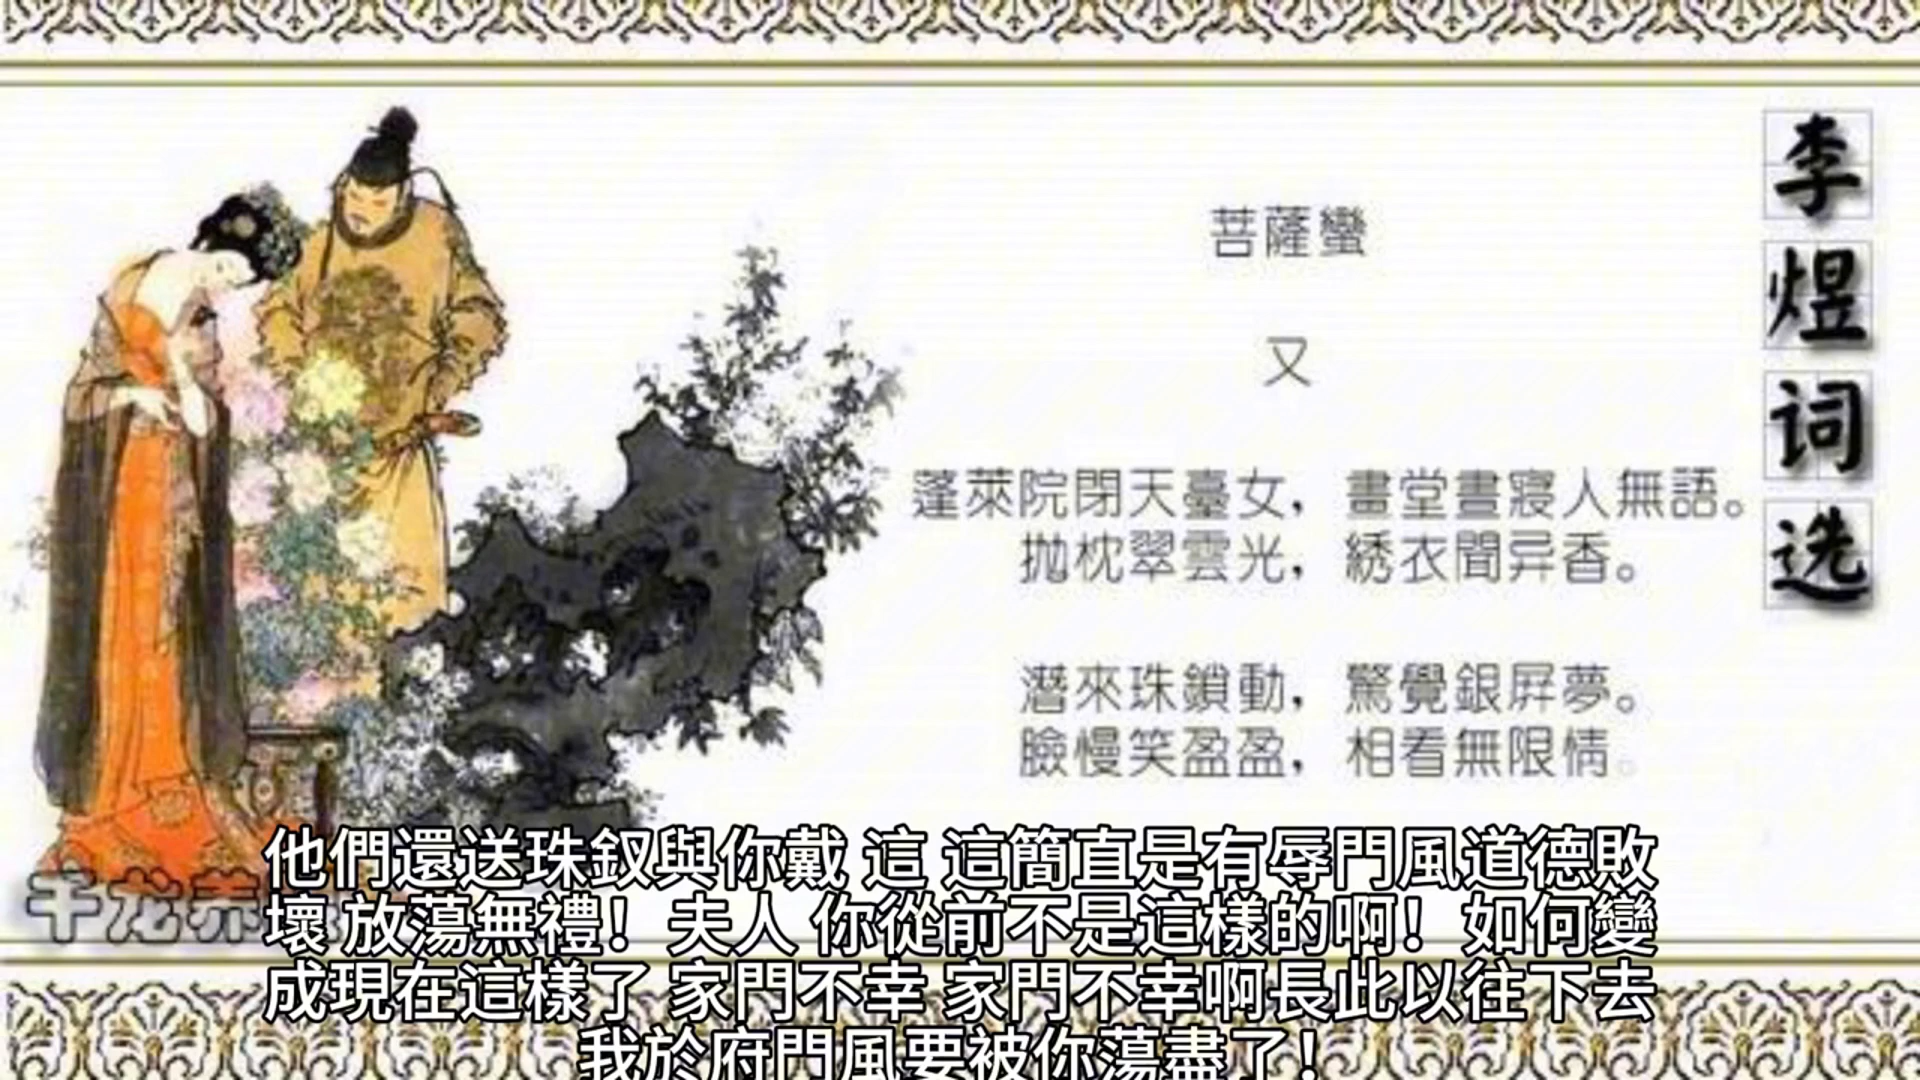 李煜词选
菩薩蠻
又
蓬萊院閉天臺女，畫堂晝寢人無語。
抛枕翠雲光，綉衣聞异香。
潛來珠鎖動，驚覺銀屏夢。
臉慢笑盈盈，相看無限情。
千龙养
他們還送珠釵與你戴 這 這簡直是有辱門風道德敗
壞 放蕩無禮！夫人 你從前不是這樣的啊！如何變
成現在這樣了 家門不幸 家門不幸啊長此以往下去
我於府門風要被你蕩盡了！